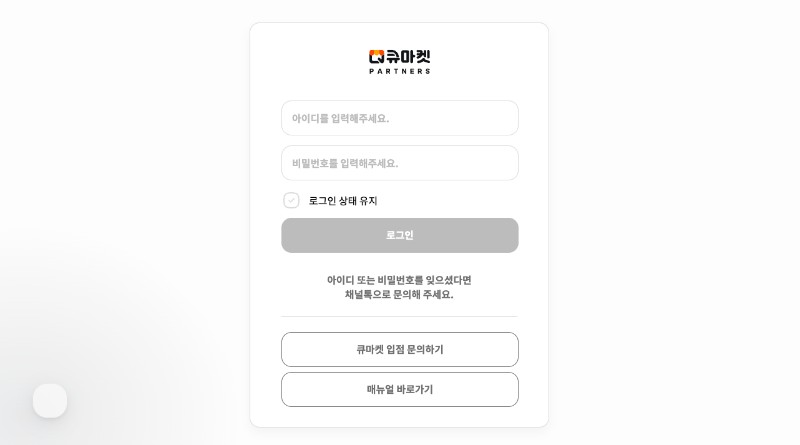 큐마켓
PARTNERS
아이디를 입력해주세요.
비밀번호를 입력해주세요.
로그인 상태 유지
로그인
아이디 또는 비밀번호를 잊으셨다면
채널톡으로 문의해 주세요.
큐마켓 입점 문의하기
매뉴얼 바로가기